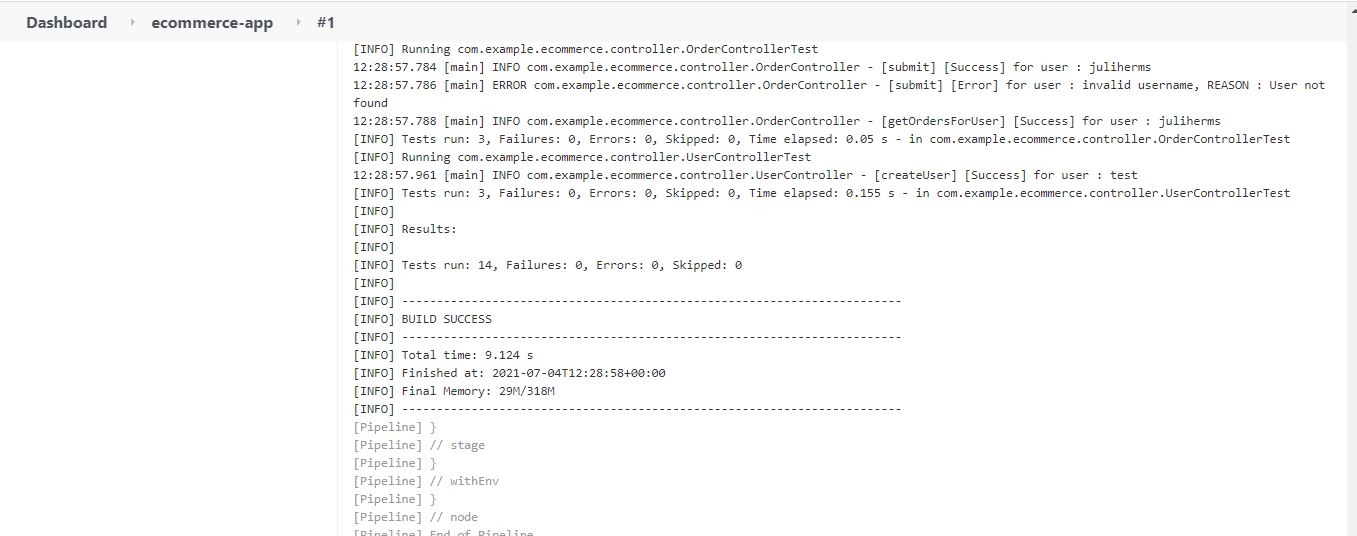 Dashboard ecommerce-app #1
[INFO] Running com.example.ecommerce.controller.OrderControllerTest
12:28:57.784 [main] INFO com.example.ecommerce.controller.OrderController - [submit] [Success] for user : juliherms
12:28:57.786 [main] ERROR com.example.ecommerce.controller.OrderController - [submit] [Error] for user : invalid username, REASON : User not
found
12:28:57.788 [main] INFO com.example.ecommerce.controller.OrderController - [getOrdersForUser] [Success] for user : juliherms
[INFO] Tests run: 3, Failures: 0, Errors: 0, Skipped: 0, Time elapsed: 0.05 s - in com.example.ecommerce.controller.OrderControllerTest
[INFO] Running com.example.ecommerce.controller.UserControllerTest
12:28:57.961 [main] INFO com.example.ecommerce.controller.UserController - [createUser] [Success] for user : test
[INFO] Tests run: 3, Failures: 0, Errors: 0, Skipped: 0, Time elapsed: 0.155 s - in com.example.ecommerce.controller.UserControllerTest
[INFO]
[INFO] Results:
[INFO]
[INFO] Tests run: 14, Failures: 0, Errors: 0, Skipped: 0
[INFO]
[INFO] ------------------------------------------------------------------------
[INFO] BUILD SUCCESS
[INFO] ------------------------------------------------------------------------
[INFO] Total time: 9.124 s
[INFO] Finished at: 2021-07-04T12:28:58+00:00
[INFO] Final Memory: 29M/318M
[INFO] ------------------------------------------------------------------------
[Pipeline] }
[Pipeline] // stage
[Pipeline] }
[Pipeline] // withEnv
[Pipeline] }
[Pipeline] // node
[Pipeline] End of Pipeline